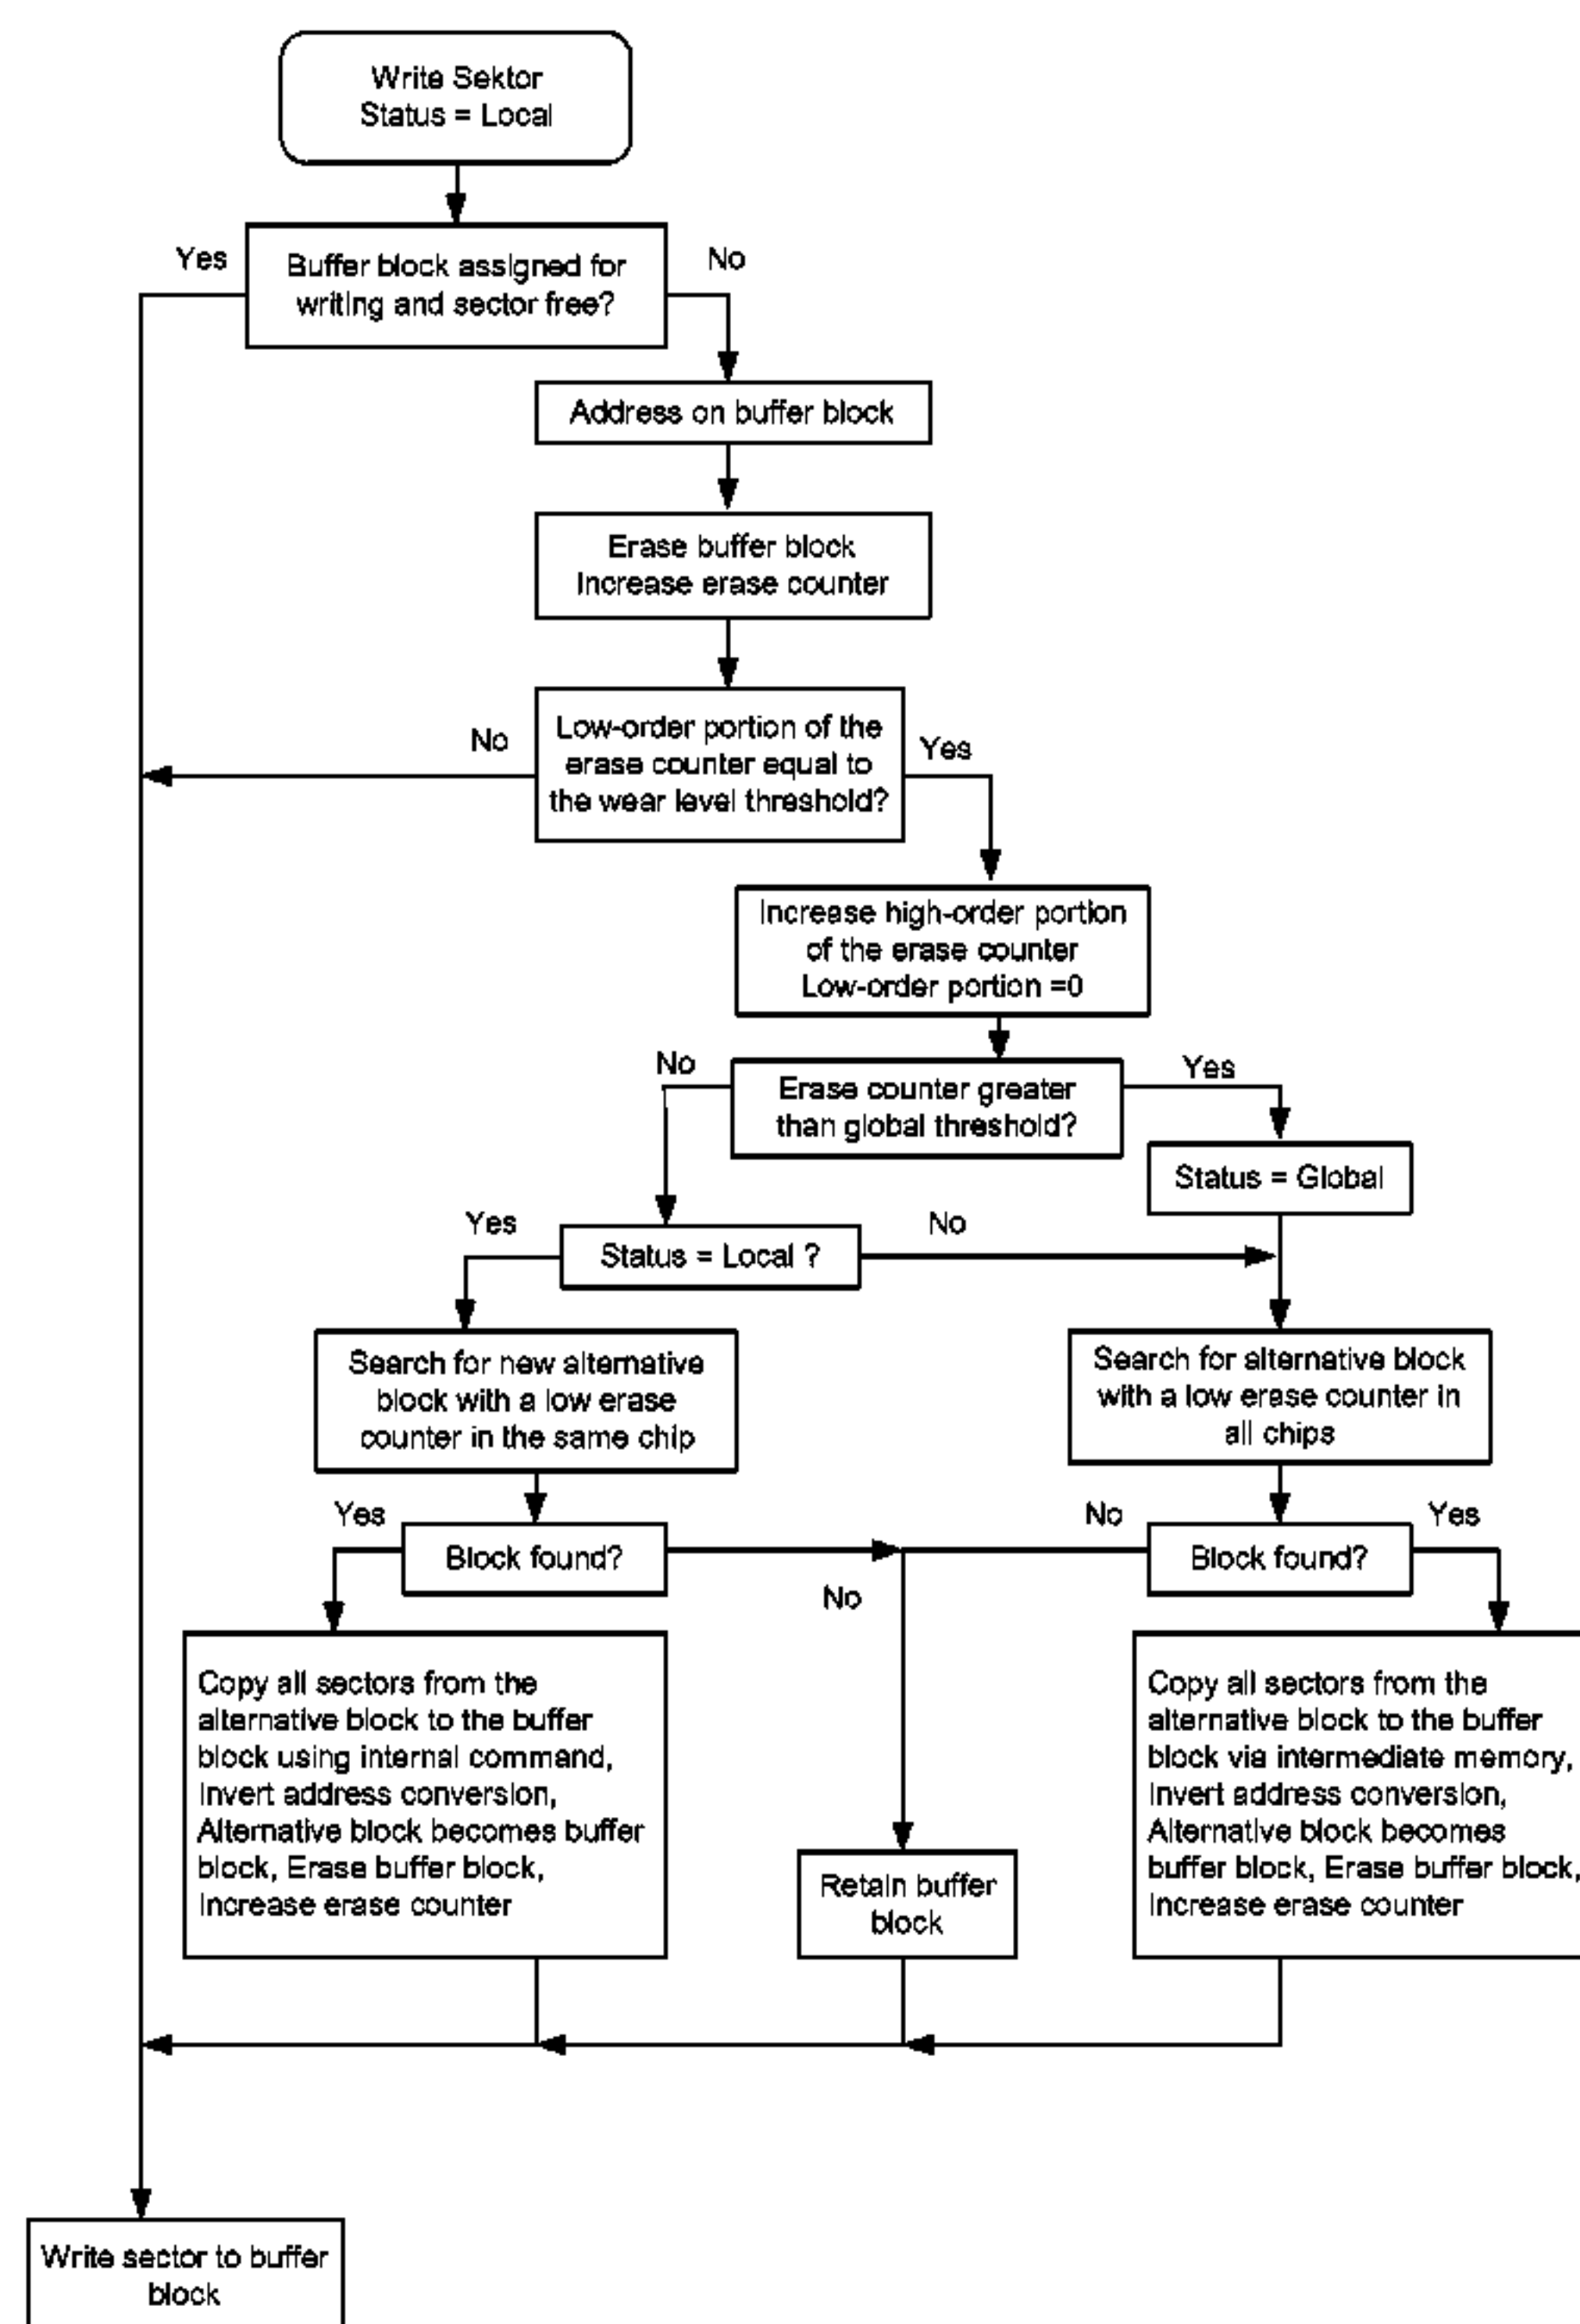 Write Sektor
Status = Local
Yes
No
Buffer block assigned for
writing and sector free?
Address on buffer block
Erase buffer block
Increase erase counter
No
Yes
Low-order portion of the
erase counter equal to
the wear level threshold?
Increase high-order portion
of the erase counter
Low-order portion =0
No
Yes
Erase counter greater
than global threshold?
Status = Global
Yes
No
Status = Local ?
Search for new alternative
block with a low erase
counter in the same chip
Search for alternative block
with a low erase counter in
all chips
Yes
Block found?
No
No
Yes
Block found?
Copy all sectors from the
alternative block to the buffer
block using internal command,
Invert address conversion,
Alternative block becomes buffer
block, Erase buffer block,
Increase erase counter
Retain buffer
block
Copy all sectors from the
alternative block to the buffer
block via intermediate memory,
Invert address conversion,
Alternative block becomes
buffer block, Erase buffer block,
Increase erase counter
Write sector to buffer
block